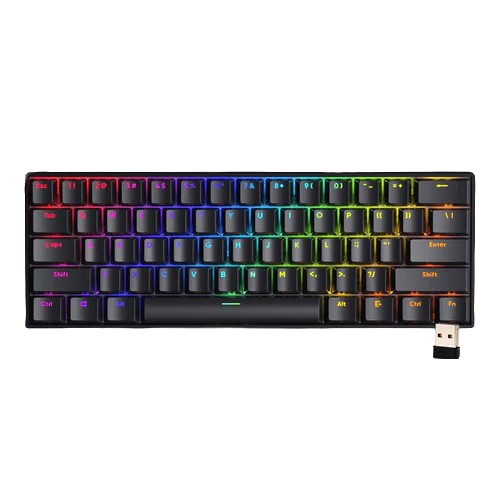 Esc 1! 2@ 3# 4$ 5% 6^ 7& 8* 9( 0) -_ =+ ←
Tab Q W E R T Y U I O P [{ ]} \|
Caps A S D F G H J K L ;: '" Enter
Shift Z X C V B N M <, >. ?/ Shift
Ctrl Alt Alt Ctrl Fn